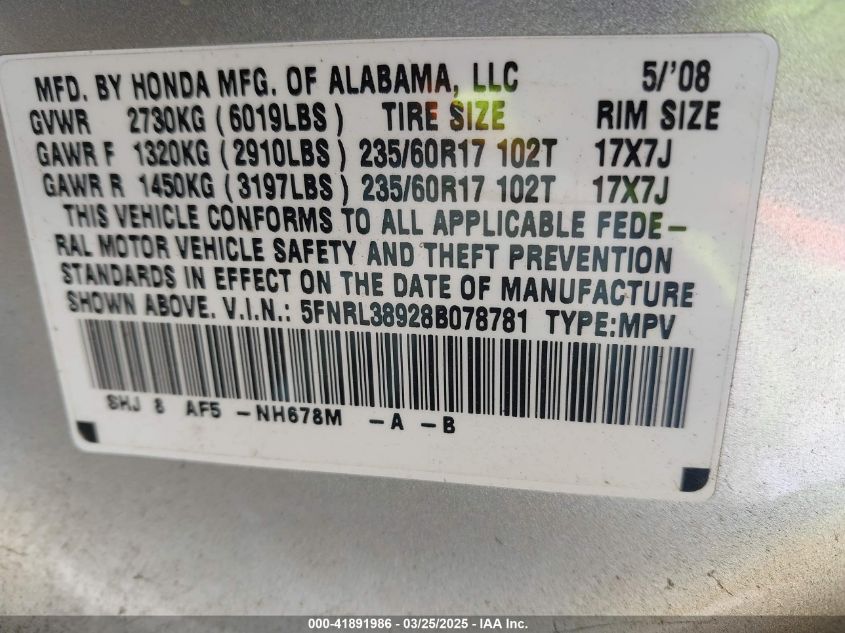 MFD. BY HONDA MFG. OF ALABAMA, LLC 5/'08
GVWR 2730KG (6019LBS) TIRE SIZE RIM SIZE
GAWR F 1320KG (2910LBS) 235/60R17 102T 17X7J
GAWR R 1450KG (3197LBS) 235/60R17 102T 17X7J
THIS VEHICLE CONFORMS TO ALL APPLICABLE FEDE-
RAL MOTOR VEHICLE SAFETY AND THEFT PREVENTION
STANDARDS IN EFFECT ON THE DATE OF MANUFACTURE
SHOWN ABOVE. V.I.N.: 5FNRL38928B078781 TYPE:MPV
SHJ 8 AF5 -NH678M -A -B
000-41891986 - 03/25/2025 - IAA Inc.